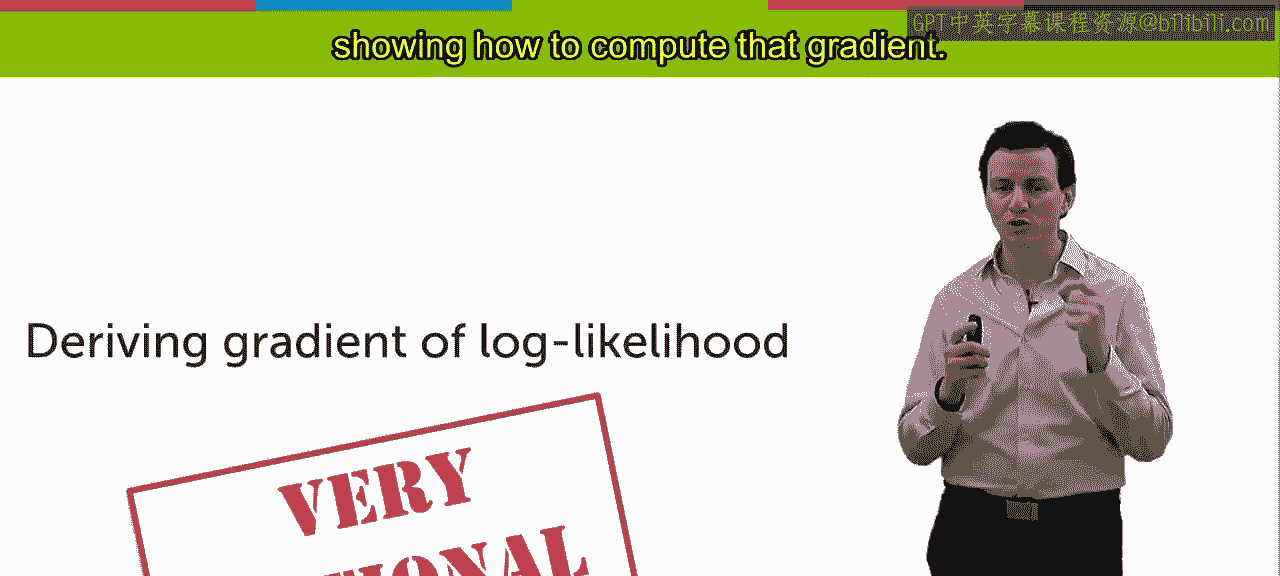 GPT中英字幕课程资源@bilibili.com
showing how to compute that gradient.
Deriving gradient of log-likelihood
VERY